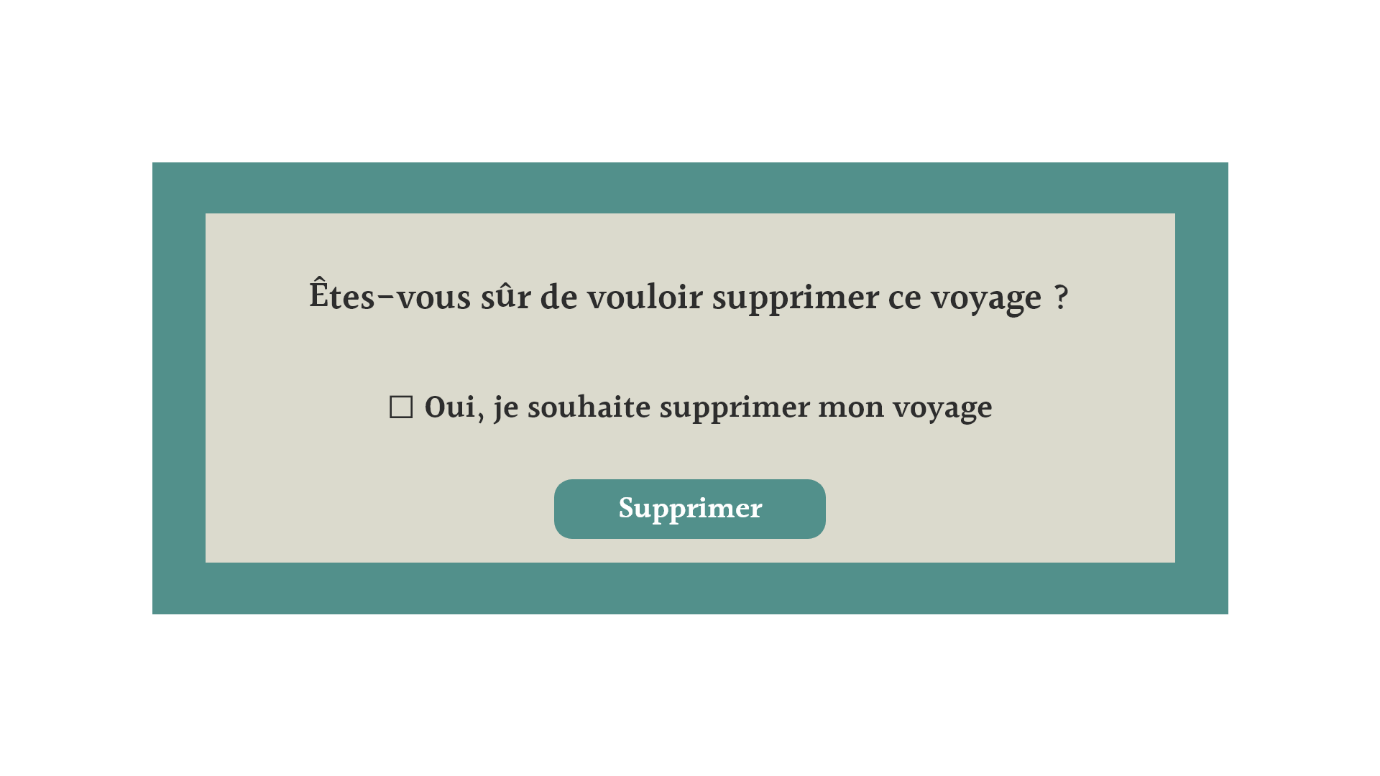 Êtes-vous sûr de vouloir supprimer ce voyage ?
☐ Oui, je souhaite supprimer mon voyage
Supprimer